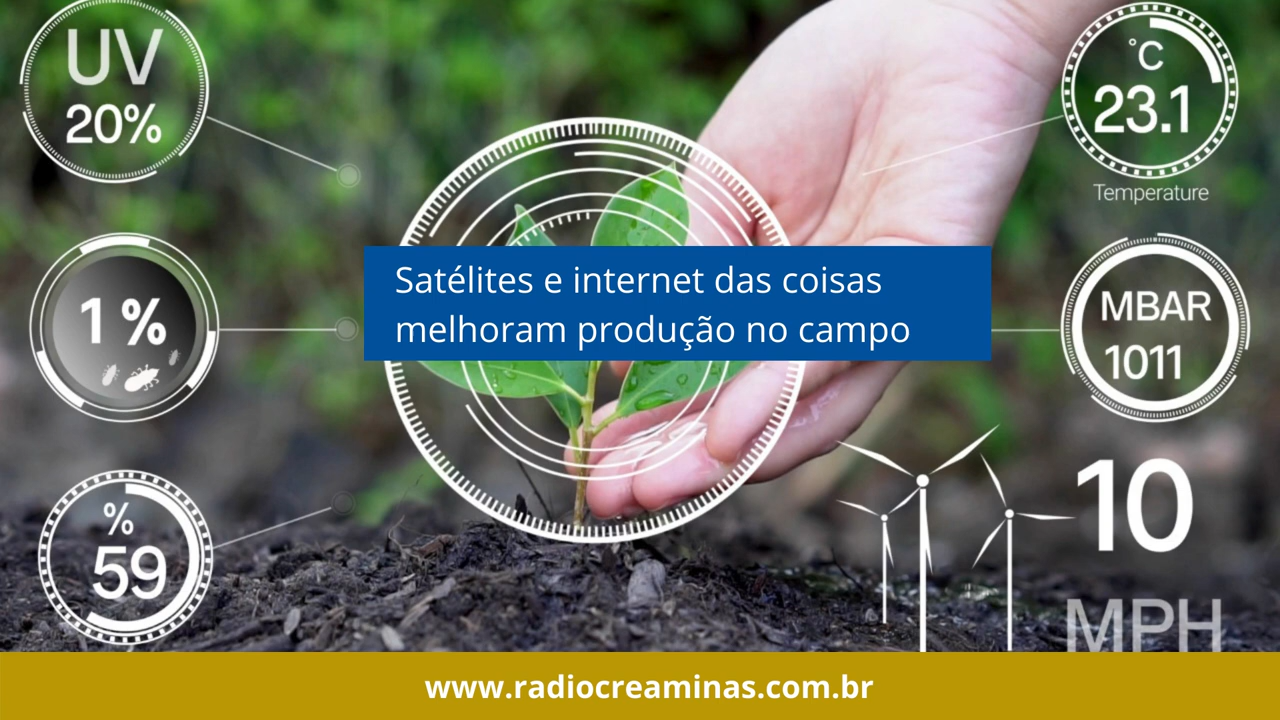 UV
20%
°C
23.1
Temperature
Satélites e internet das coisas
melhoram produção no campo
1%
MBAR
1011
%
59
10
MPH
www.radiocreaminas.com.br